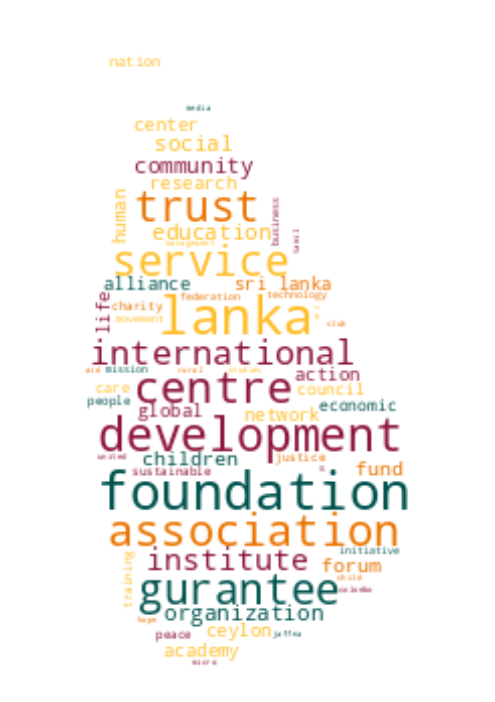 nation
media
center
social
community
research
human
trust
business
education
tamil
management
service
alliance
sri lanka
life
federation
technology
charity
lanka
movement
club
international
aid
mission
rural
action
centre
care
council
people
economic
global
network
development
united
children
justice
sustainable
fund
foundation
association
initiative
institute
training
forum
child
gurantee
colombo
organization
hope
ceylon
peace
jaffna
academy
micro